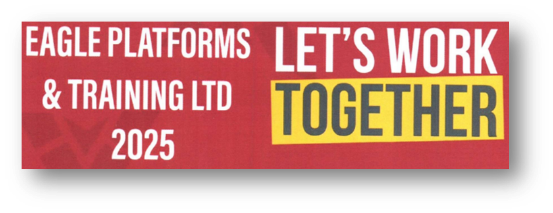 EAGLE PLATFORMS
& TRAINING LTD
2025
LET'S WORK
TOGETHER